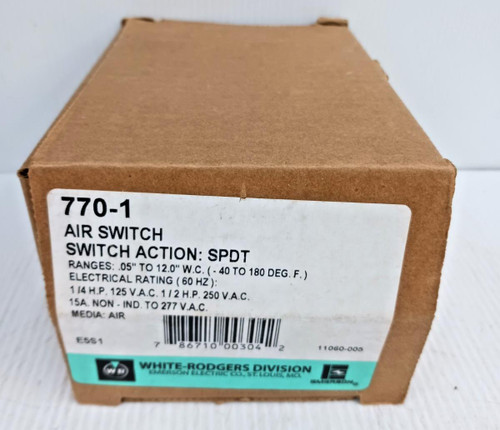 770-1
AIR SWITCH
SWITCH ACTION: SPDT
RANGES: .05" TO 12.0" W.C. ( - 40 TO 180 DEG. F. )
ELECTRICAL RATING ( 60 HZ ) :
1/4 H.P. 125 V.A.C. 1/2 H.P. 250 V.A.C.
15A. NON - IND. TO 277 V.A.C.
MEDIA: AIR
E5S1
7 86710 00304 2
11060-005
WR
WHITE-RODGERS DIVISION
EMERSON ELECTRIC CO., ST. LOUIS, MO.
EMERSON